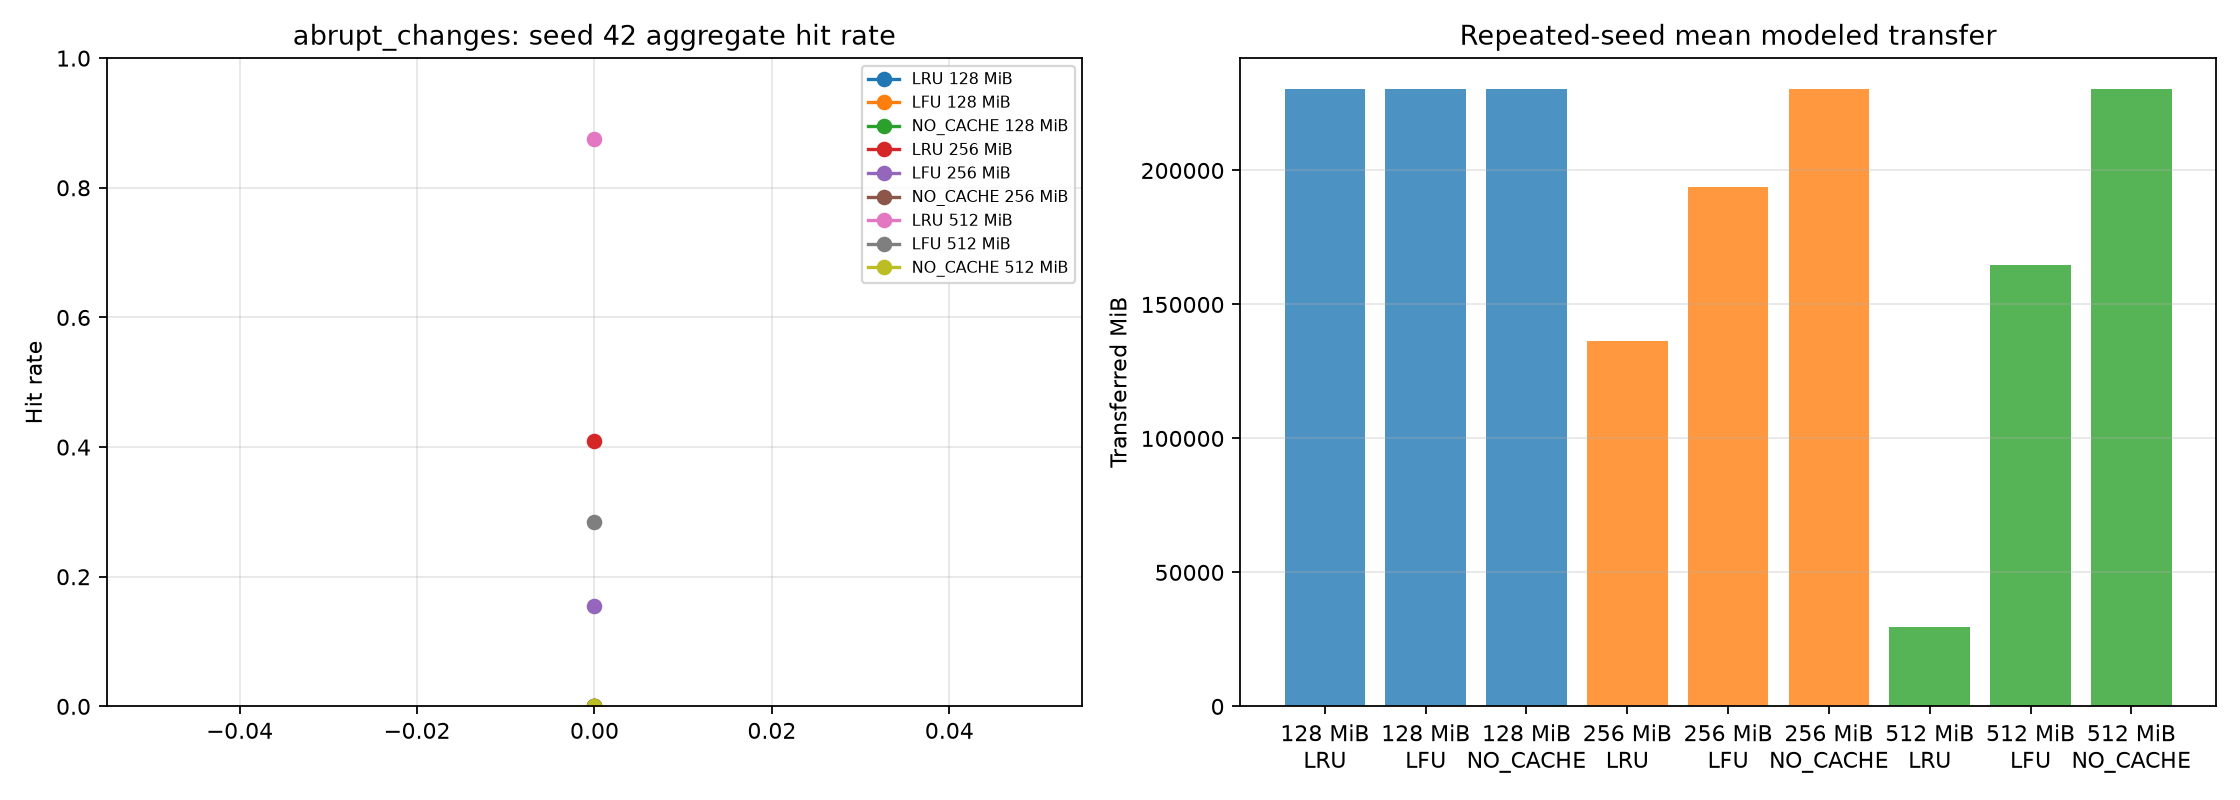 abrupt_changes: seed 42 aggregate hit rate
Hit rate
1.0
0.8
0.6
0.4
0.2
0.0
−0.04
−0.02
0.00
0.02
0.04
LRU 128 MiB
LFU 128 MiB
NO_CACHE 128 MiB
LRU 256 MiB
LFU 256 MiB
NO_CACHE 256 MiB
LRU 512 MiB
LFU 512 MiB
NO_CACHE 512 MiB
Repeated-seed mean modeled transfer
Transferred MiB
200000
150000
100000
50000
0
128 MiB
LRU
128 MiB
LFU
128 MiB
NO_CACHE
256 MiB
LRU
256 MiB
LFU
256 MiB
NO_CACHE
512 MiB
LRU
512 MiB
LFU
512 MiB
NO_CACHE